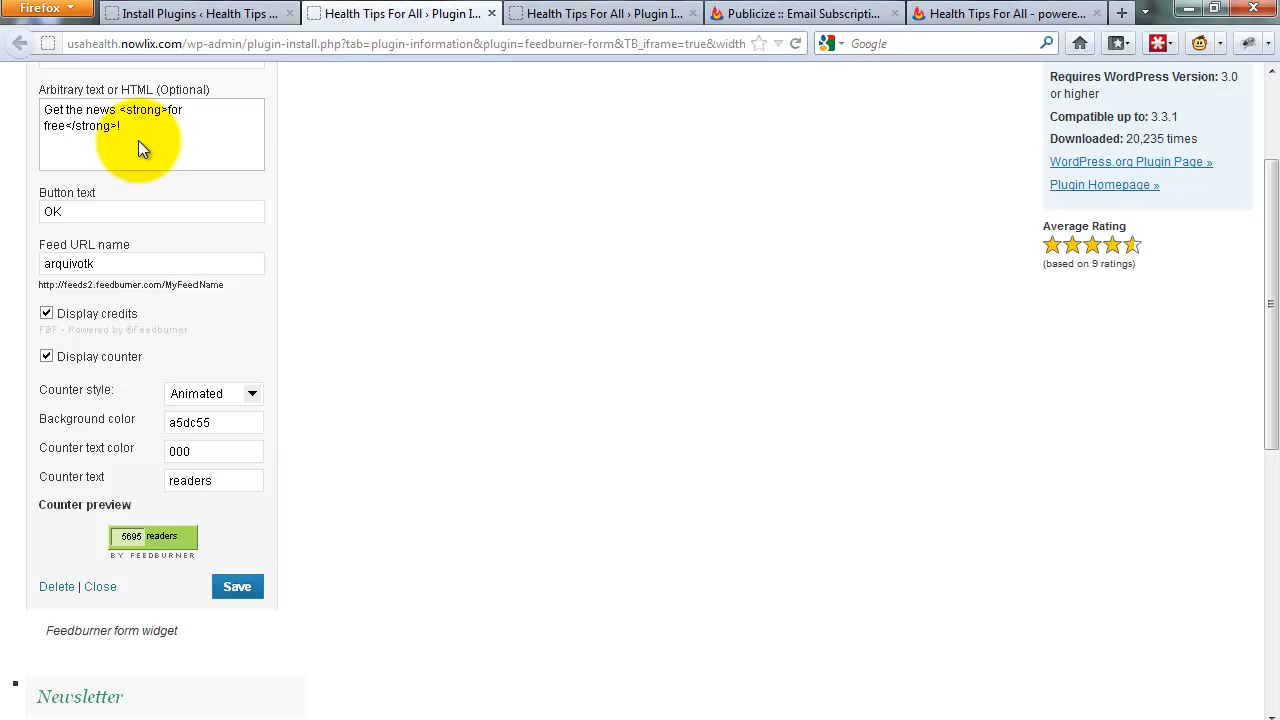 Firefox
Install Plugins ‹ Health Tips ...
Health Tips For All › Plugin I...
Health Tips For All › Plugin I...
Publicize :: Email Subscripti...
Health Tips For All - powere...
usahealth.nowlix.com/wp-admin/plugin-install.php?tab=plugin-information&plugin=feedburner-form&TB_iframe=true&width
Google
Arbitrary text or HTML (Optional)
Get the news <strong>for
free</strong>!
Button text
OK
Feed URL name
arquivotk
http://feeds2.feedburner.com/MyFeedName
Display credits
FBF - Powered by ®Feedburner
Display counter
Counter style:
Animated
Background color
a5dc55
Counter text color
000
Counter text
readers
Counter preview
5695 readers
BY FEEDBURNER
Delete | Close
Save
Feedburner form widget
Newsletter
Requires WordPress Version: 3.0
or higher
Compatible up to: 3.3.1
Downloaded: 20,235 times
WordPress.org Plugin Page »
Plugin Homepage »
Average Rating
(based on 9 ratings)